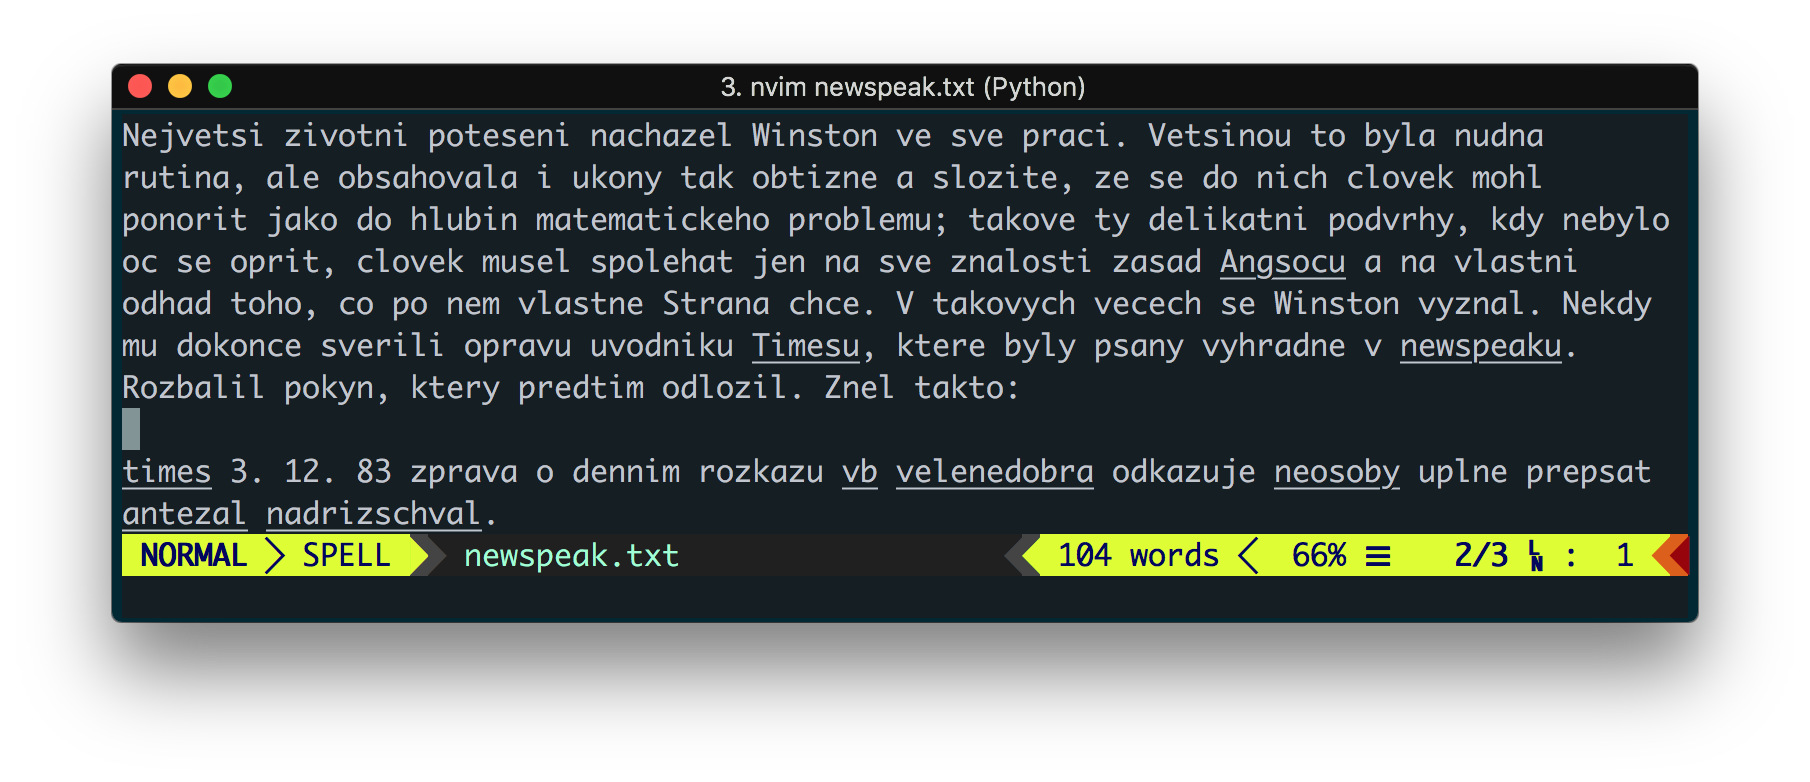 3. nvim newspeak.txt (Python)
Nejvetsi zivotni poteseni nachazel Winston ve sve praci. Vetsinou to byla nudna
rutina, ale obsahovala i ukony tak obtizne a slozite, ze se do nich clovek mohl
ponorit jako do hlubin matematickeho problemu; takove ty delikatni podvrhy, kdy nebylo
oc se oprit, clovek musel spolehat jen na sve znalosti zasad Angsocu a na vlastni
odhad toho, co po nem vlastne Strana chce. V takovych vecech se Winston vyznal. Nekdy
mu dokonce sverili opravu uvodniku Timesu, ktere byly psany vyhradne v newspeaku.
Rozbalil pokyn, ktery predtim odlozil. Znel takto:
times 3. 12. 83 zprava o dennim rozkazu vb velenedobra odkazuje neosoby uplne prepsat
antezal nadrizschval.
NORMAL SPELL newspeak.txt 104 words 66% ☰ 2/3 ␤ : 1